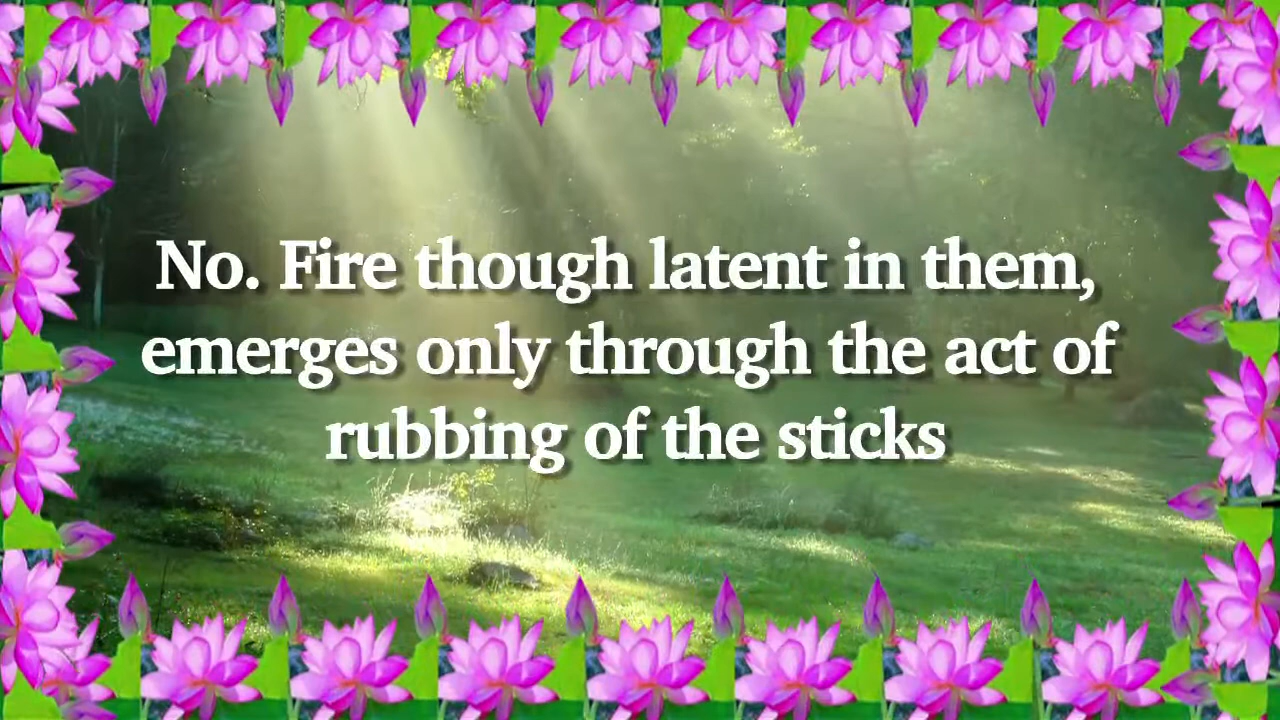 No. Fire though latent in them,
emerges only through the act of
rubbing of the sticks